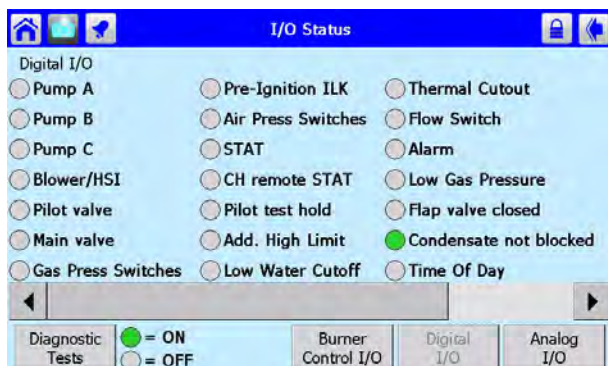 I/O Status
Digital I/O
Pump A
Pre-Ignition ILK
Thermal Cutout
Pump B
Air Press Switches
Flow Switch
Pump C
STAT
Alarm
Blower/HSI
CH remote STAT
Low Gas Pressure
Pilot valve
Pilot test hold
Flap valve closed
Main valve
Add. High Limit
Condensate not blocked
Gas Press Switches
Low Water Cutoff
Time Of Day
Diagnostic
Tests
= ON
= OFF
Burner
Control I/O
Digital
I/O
Analog
I/O